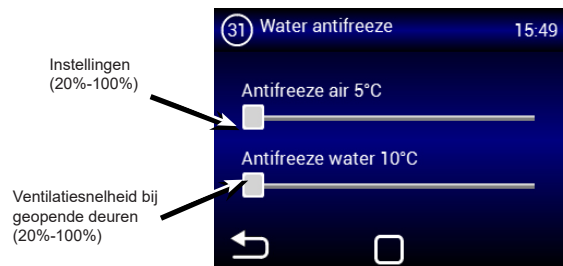 31 Water antifreeze 15:49
Instellingen
(20%-100%)
Antifreeze air 5°C
Antifreeze water 10°C
Ventilatiesnelheid bij
geopende deuren
(20%-100%)